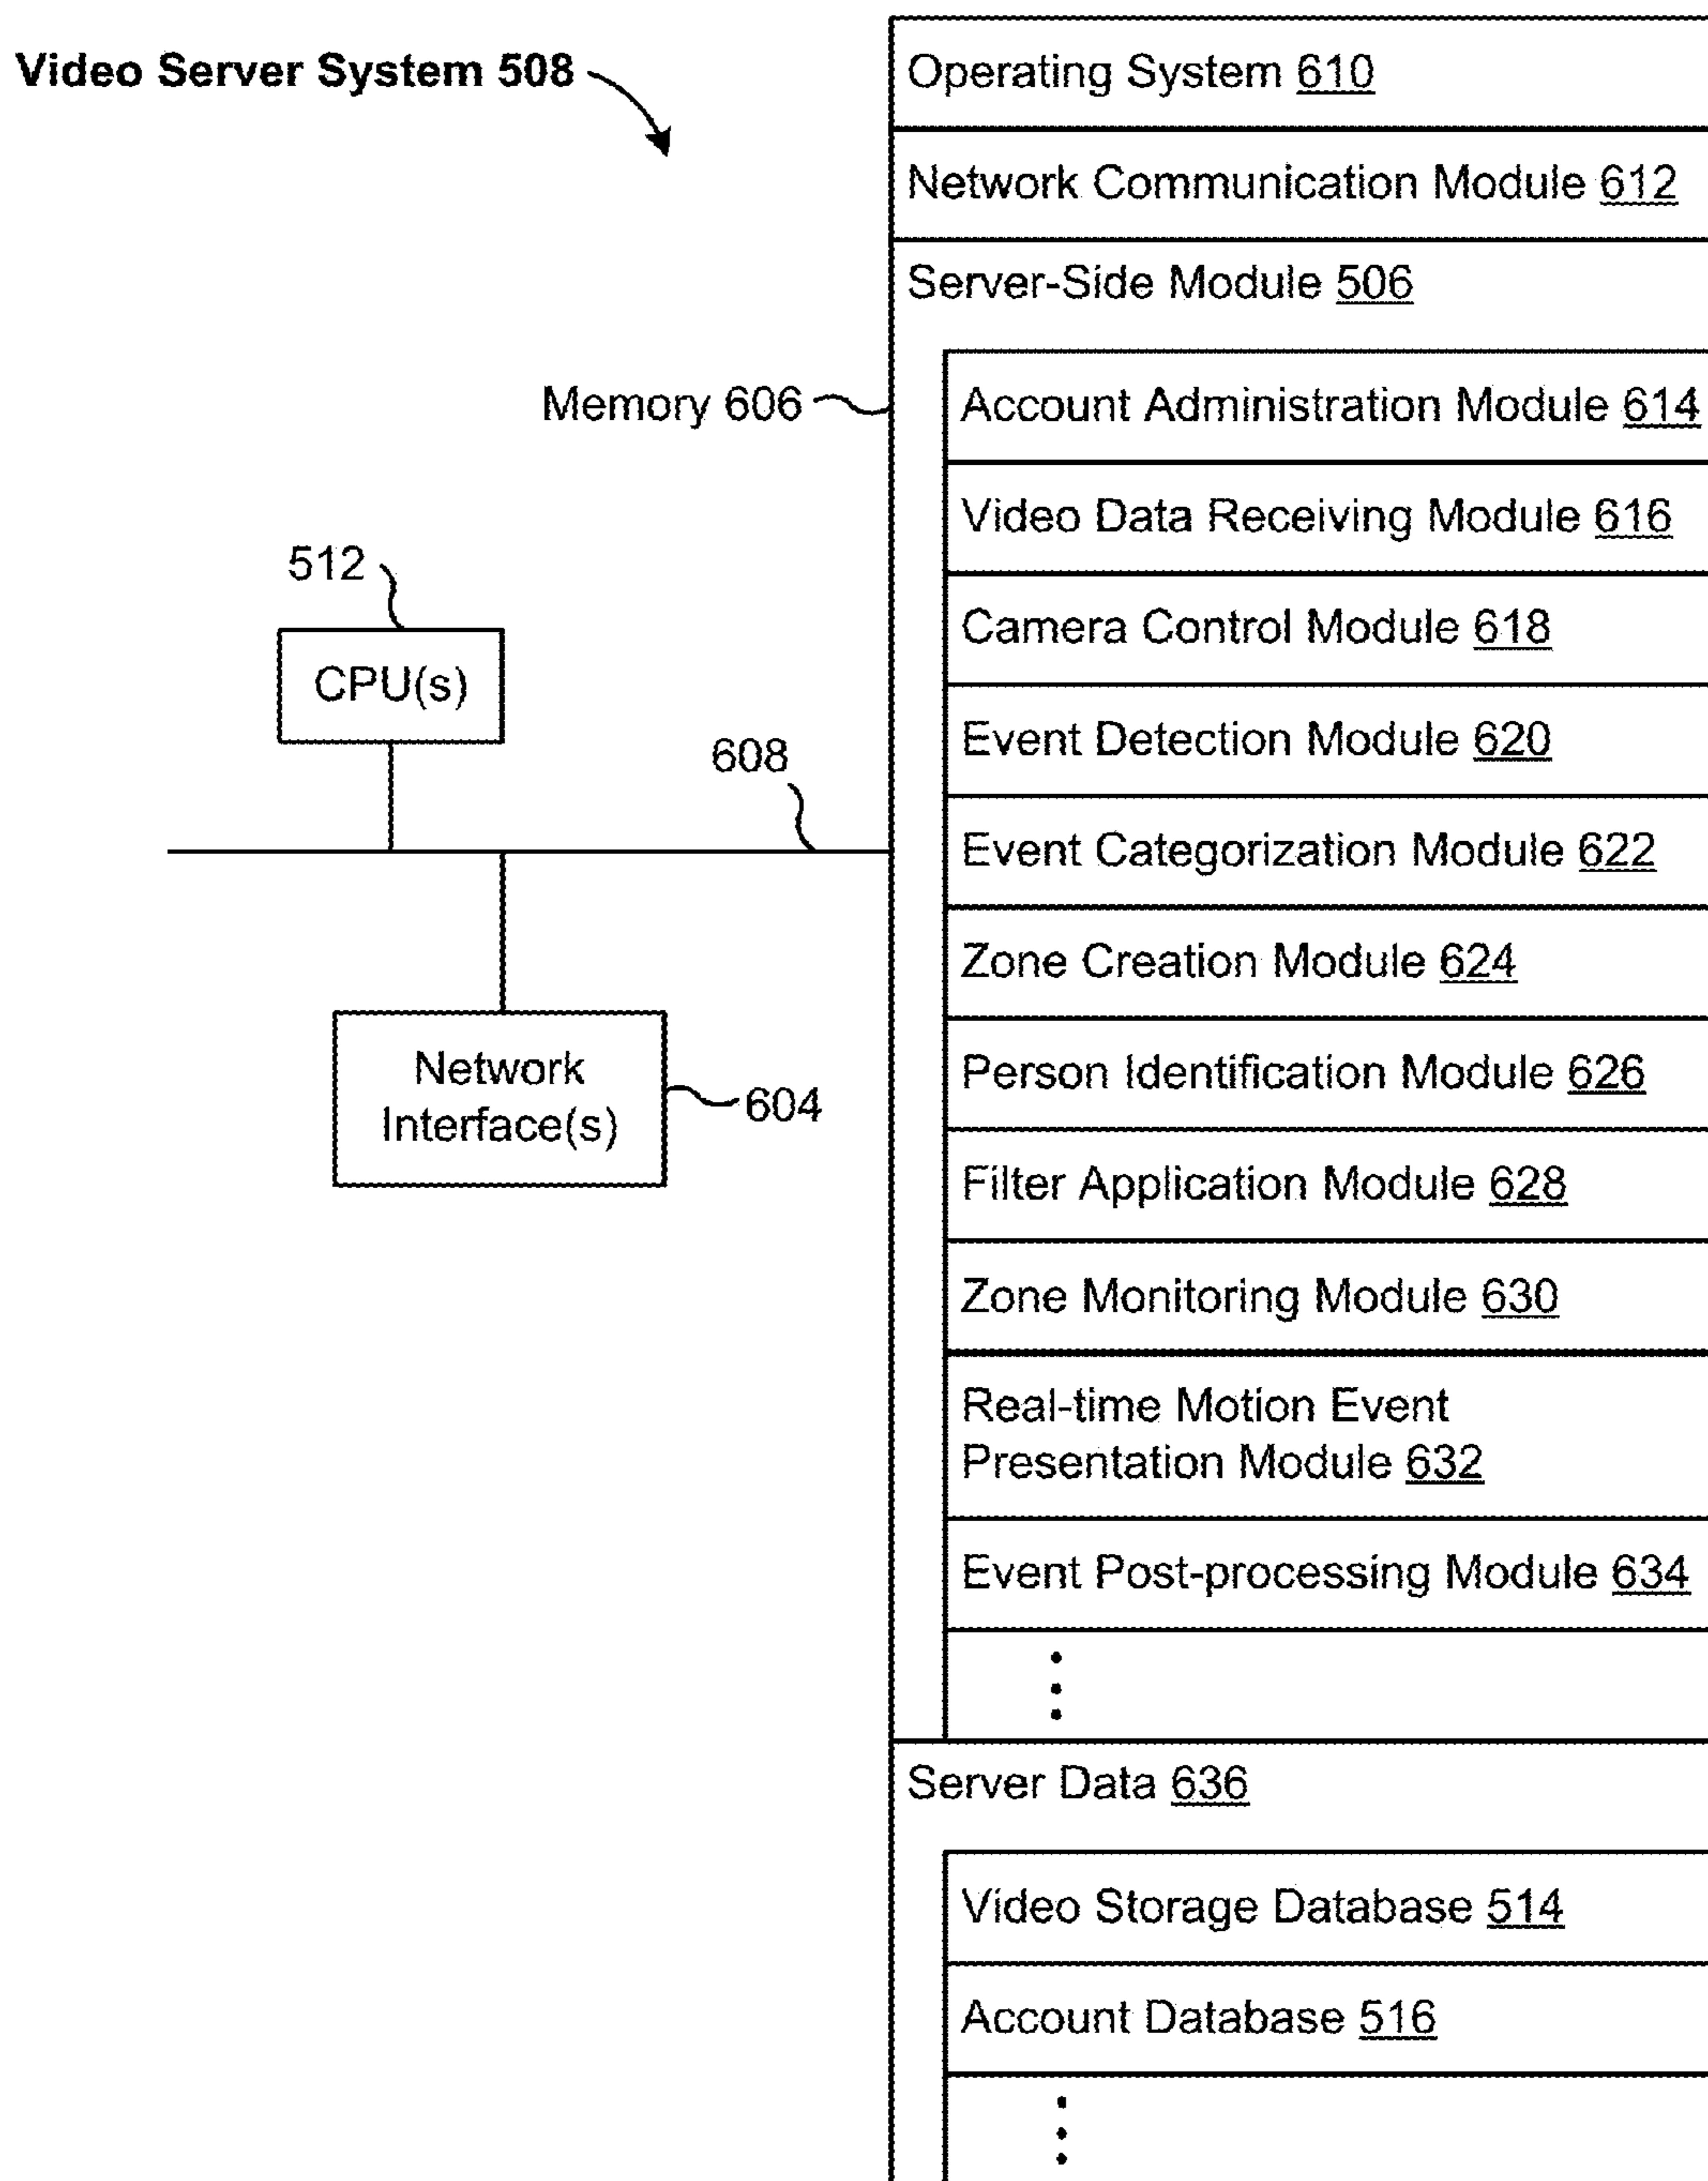 Video Server System 508
Operating System 610
Network Communication Module 612
Server-Side Module 506
Memory 606
Account Administration Module 614
Video Data Receiving Module 616
512
CPU(s)
Camera Control Module 618
608
Event Detection Module 620
Event Categorization Module 622
Zone Creation Module 624
Network
Interface(s)
604
Person Identification Module 626
Filter Application Module 628
Zone Monitoring Module 630
Real-time Motion Event
Presentation Module 632
Event Post-processing Module 634
Server Data 636
Video Storage Database 514
Account Database 516